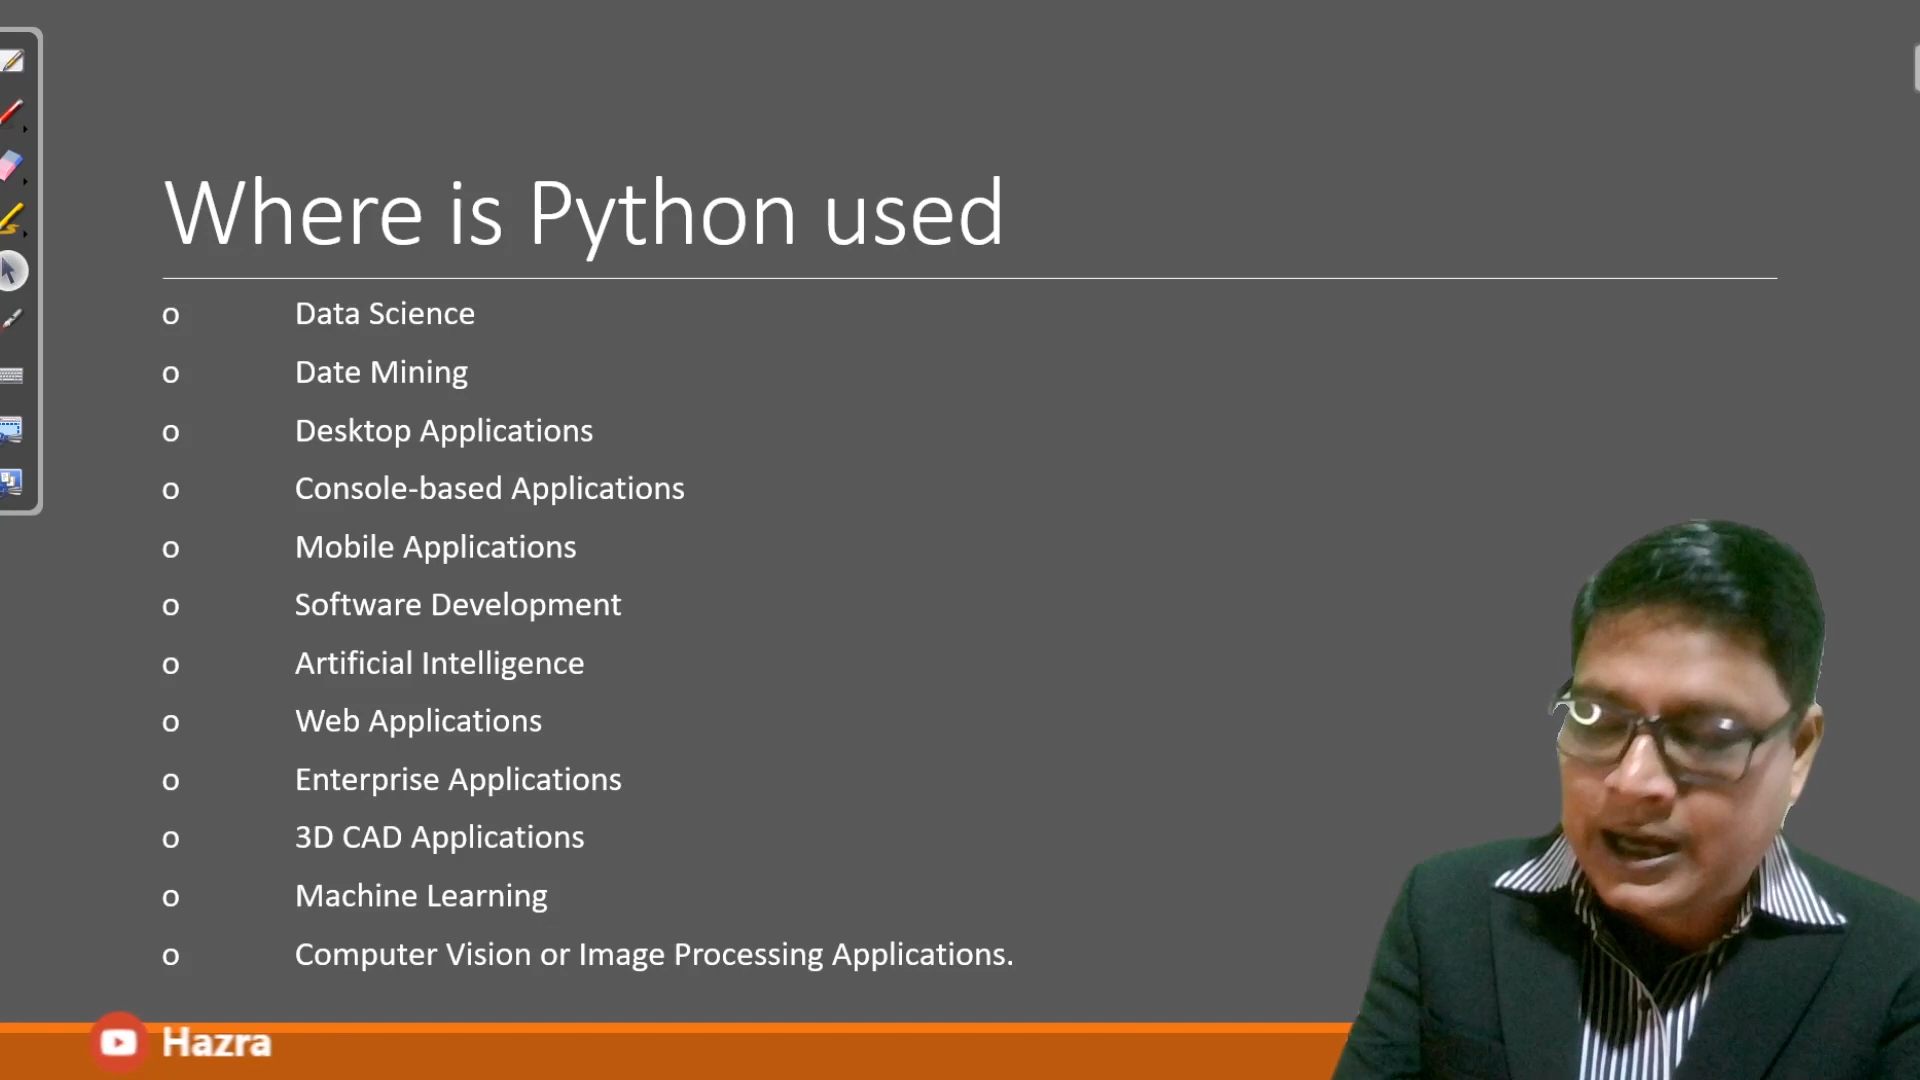 Where is Python used
o Data Science
o Date Mining
o Desktop Applications
o Console-based Applications
o Mobile Applications
o Software Development
o Artificial Intelligence
o Web Applications
o Enterprise Applications
o 3D CAD Applications
o Machine Learning
o Computer Vision or Image Processing Applications.
Hazra